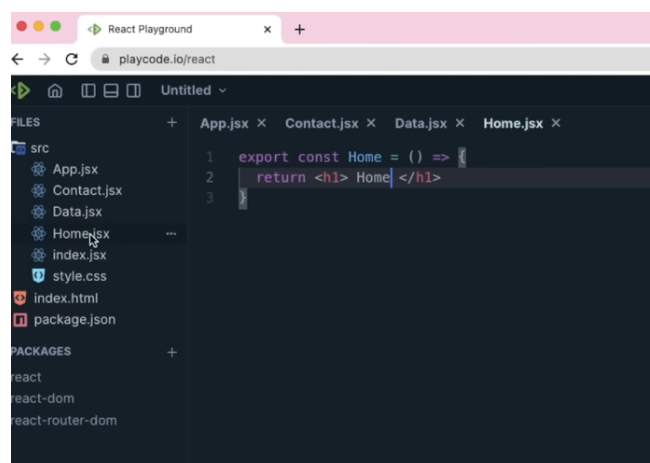 React Playground × +
playcode.io/react
Untitled
FILES +
src
App.jsx
Contact.jsx
Data.jsx
Home.jsx ...
index.jsx
style.css
index.html
package.json
PACKAGES +
react
react-dom
react-router-dom
App.jsx × Contact.jsx × Data.jsx × Home.jsx ×
1 export const Home = () => {
2 return <h1> Home </h1>
3 }